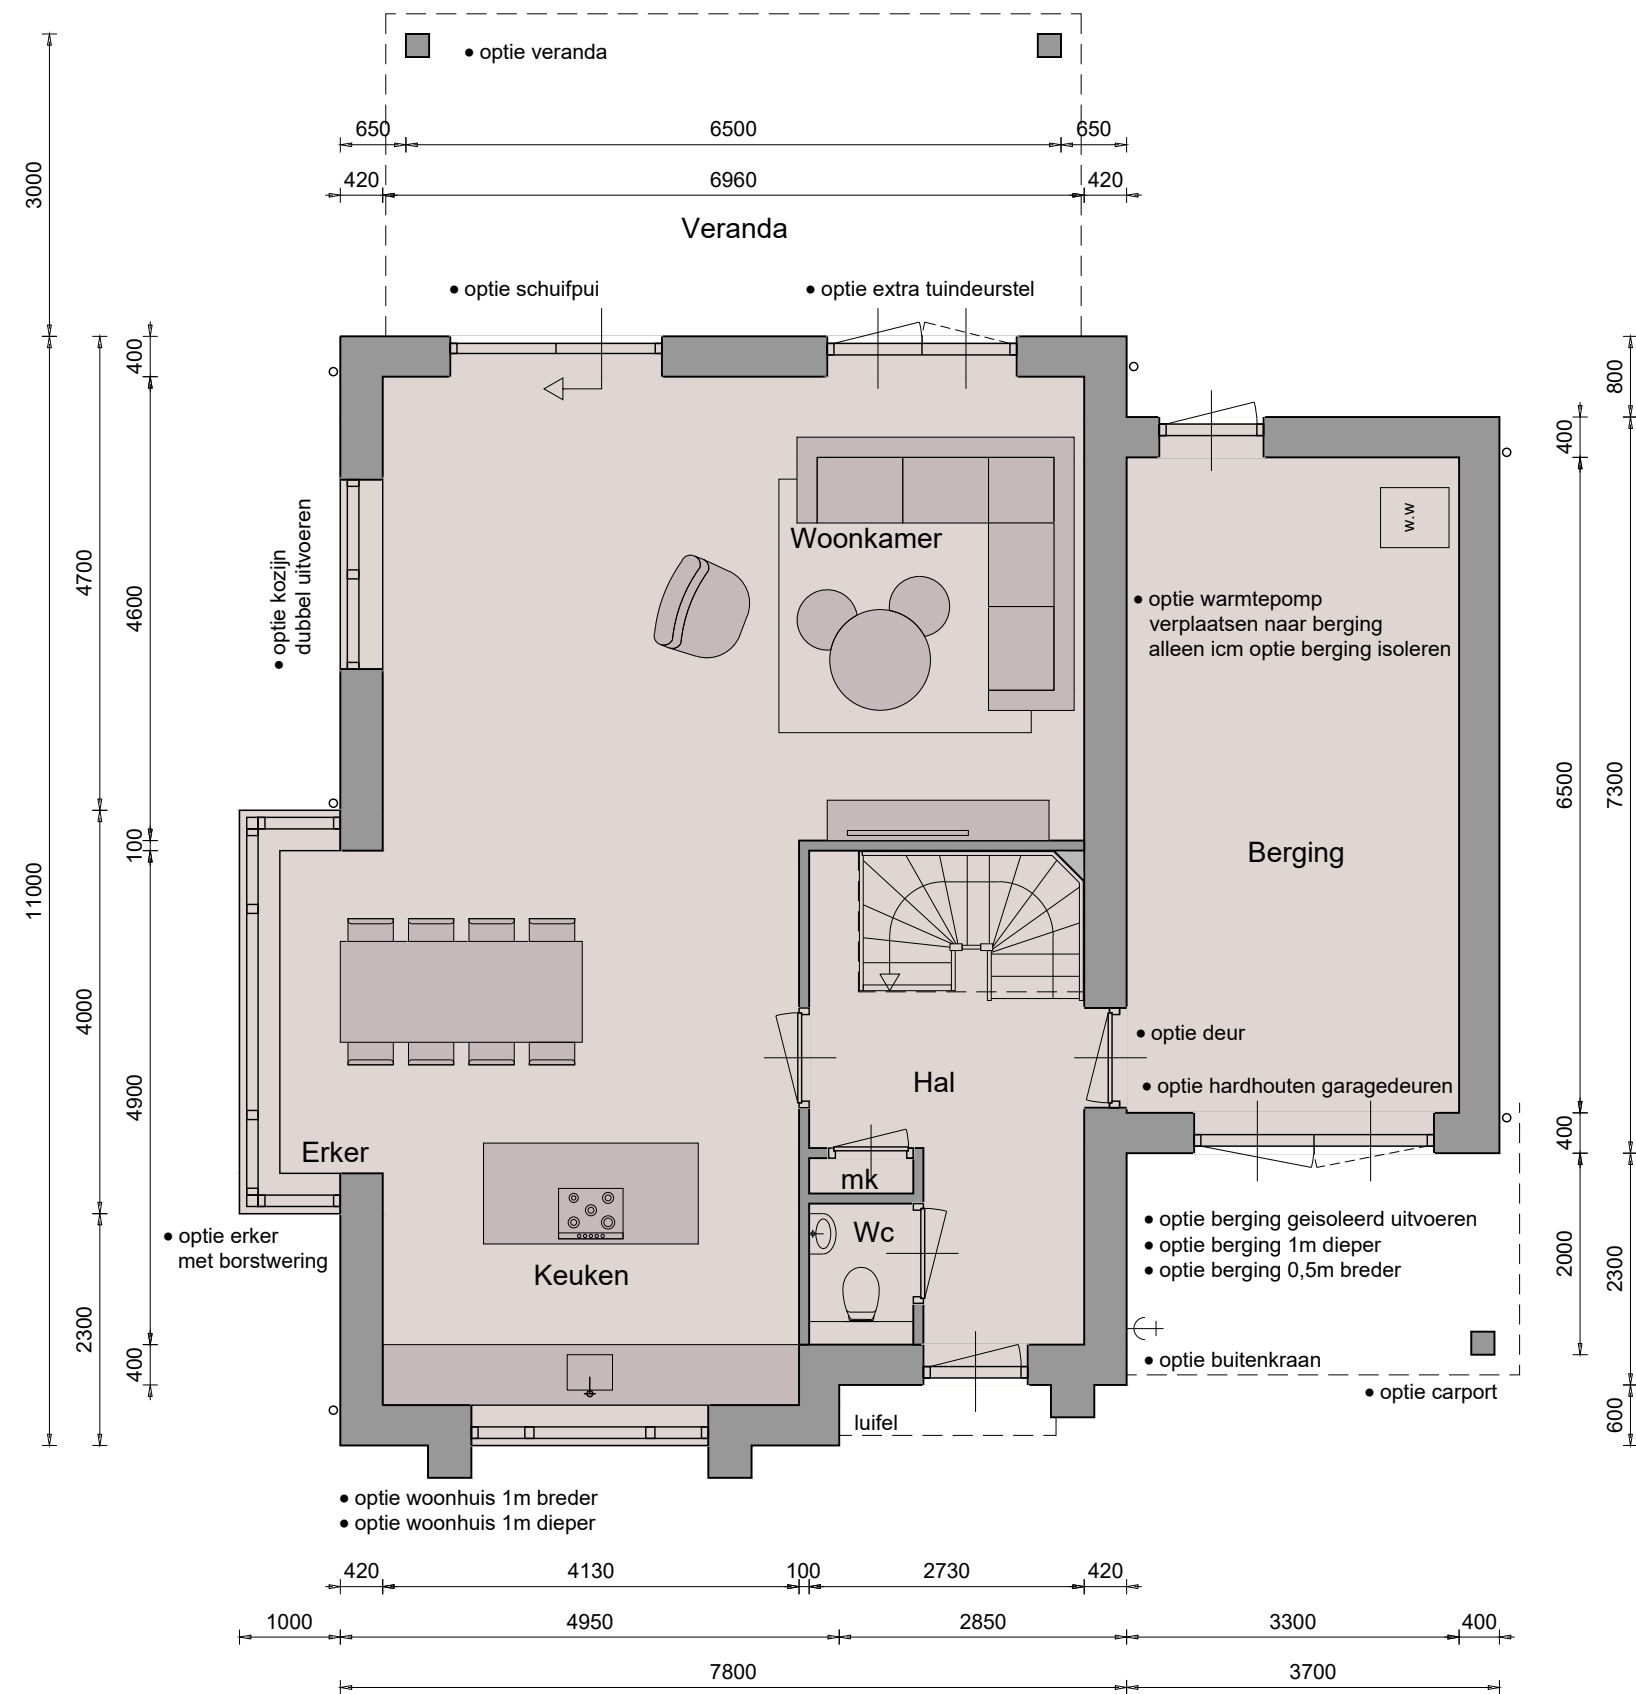 ● optie veranda
650
6500
650
3000
420
6960
420
Veranda
● optie schuifpui
● optie extra tuindeurstel
400
800
400
● optie kozijn
dubbel uitvoeren
Woonkamer
w.w
4700
4600
● optie warmtepomp
verplaatsen naar berging
alleen icm optie berging isoleren
6500
7300
100
11000
Berging
4000
4900
● optie deur
Hal
● optie hardhouten garagedeuren
400
Erker
mk
● optie erker
met borstwering
Wc
Keuken
● optie berging geisoleerd uitvoeren
● optie berging 1m dieper
● optie berging 0,5m breder
2000
2300
2300
400
● optie buitenkraan
● optie carport
luifel
600
● optie woonhuis 1m breder
● optie woonhuis 1m dieper
420
4130
100
2730
420
1000
4950
2850
3300
400
7800
3700